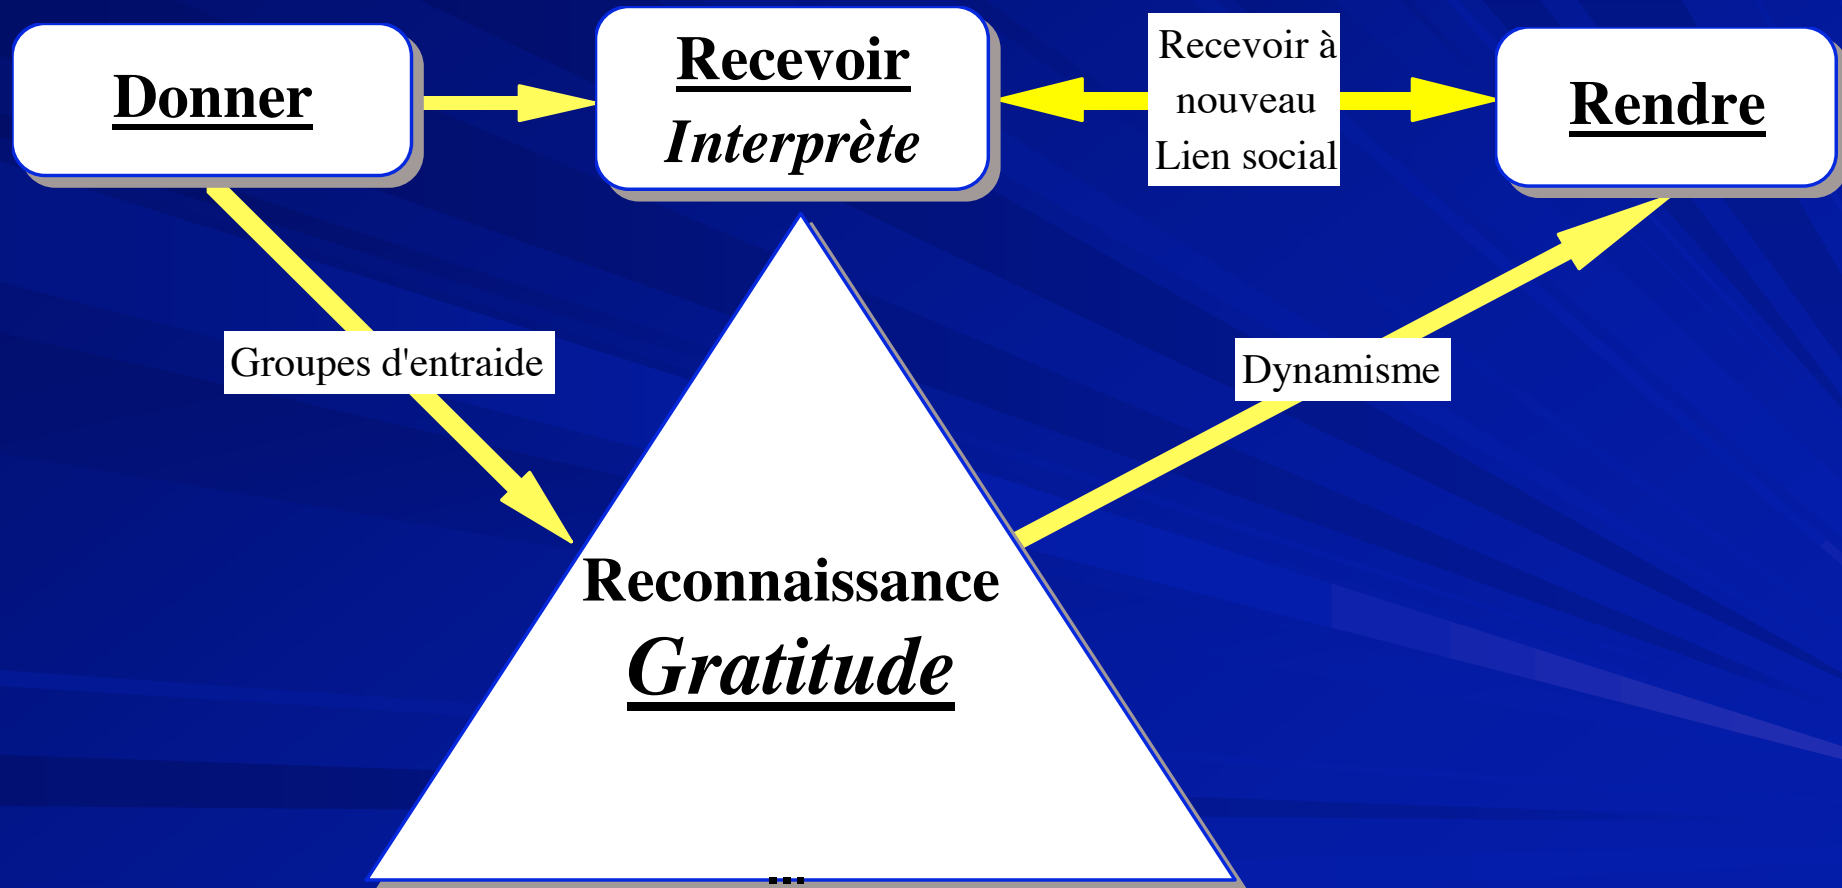 Donner
Recevoir
Interprète
Recevoir à
nouveau
Lien social
Rendre
Groupes d'entraide
Dynamisme
Reconnaissance
Gratitude
...